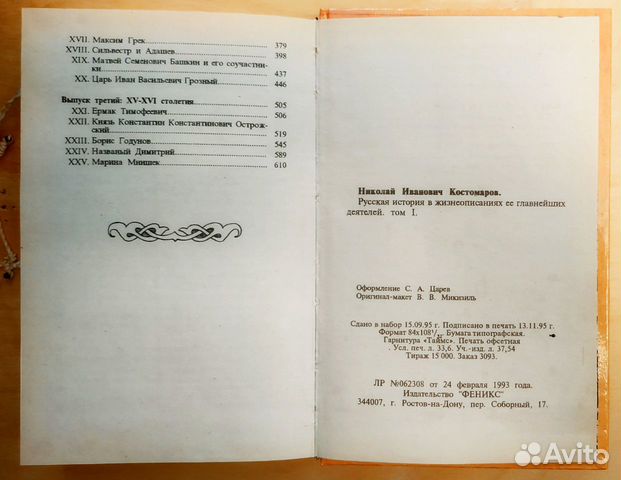 XVII. Максим Грек 379
XVIII. Сильвестр и Адашев 398
XIX. Матвей Семенович Башкин и его соучастни-
ки 437
XX. Царь Иван Васильевич Грозный 446
Выпуск третий: XV-XVI столетия 505
XXI. Ермак Тимофеевич 506
XXII. Князь Константин Константинович Острож-
ский 519
XXIII. Борис Годунов 545
XXIV. Названый Димитрий 589
XXV. Марина Мнишек 610
Николай Иванович Костомаров.
Русская история в жизнеописаниях ее главнейших
деятелей. том I.
Оформление С. А. Царев
Оригинал-макет В. В. Микизиль
Сдано в набор 15.09.95 г. Подписано в печать 13.11.95 г.
Формат 84х108¹/₃₂. Бумага типографская.
Гарнитура «Таймс». Печать офсетная
. Усл. печ. л. 33,6. Уч.-изд. л. 37,54
Тираж 15 000. Заказ 3093.
ЛР №062308 от 24 февраля 1993 года.
Издательство "ФЕНИКС"
344007, г. Ростов-на-Дону, пер. Соборный, 17.
Avito